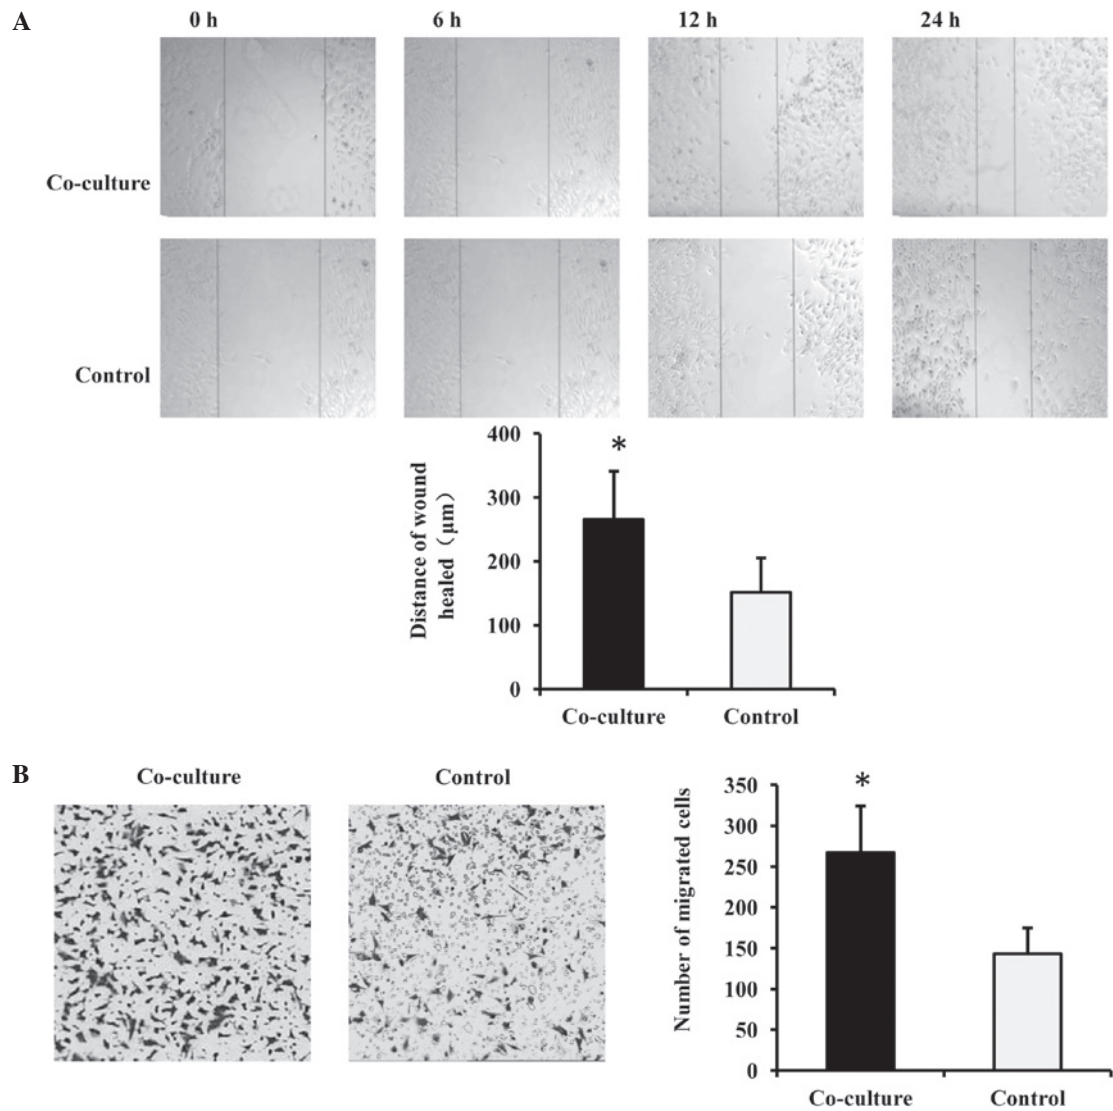 A
0 h 6 h 12 h 24 h
Co-culture
Control
400
300
200
100
0
Distance of wound
healed（μm）
*
Co-culture Control
B
Co-culture Control
350
300
250
200
150
100
50
0
Number of migrated cells
*
Co-culture Control